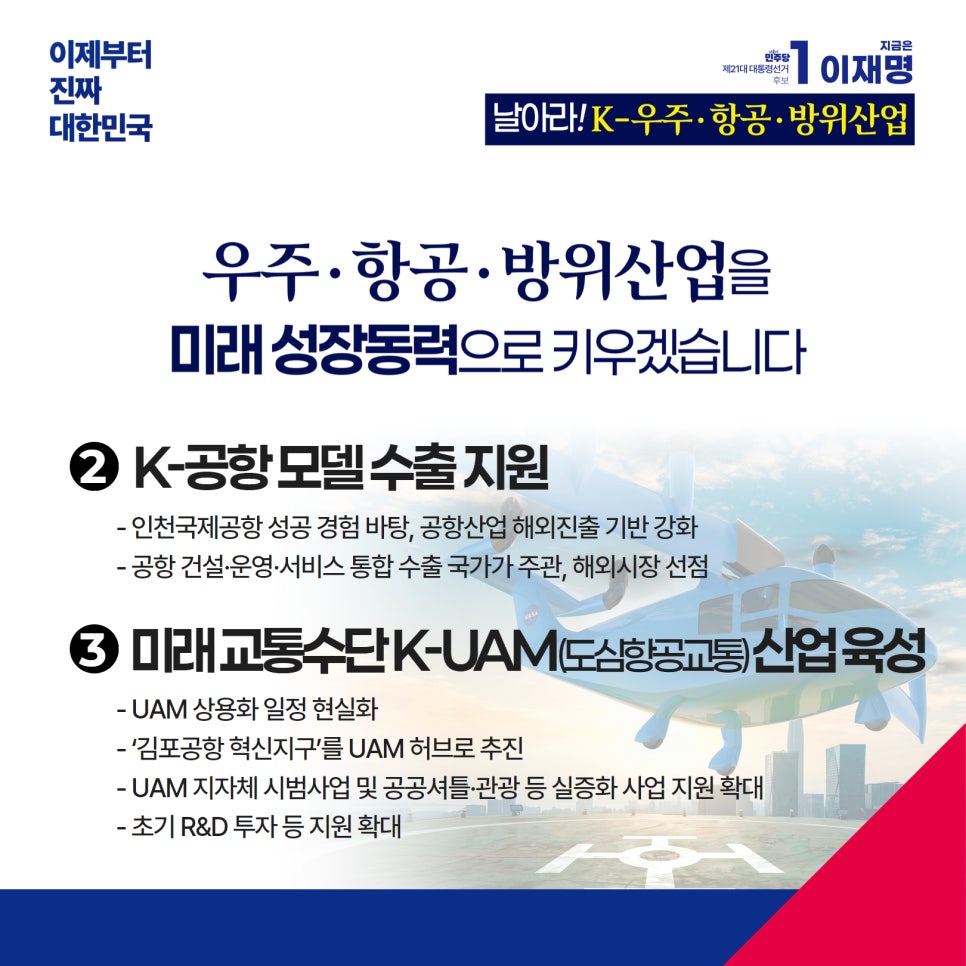 이제부터
진짜
대한민국
민주당
제21대 대통령선거
후보
1
지금은
이재명
날아라! K-우주·항공·방위산업
우주·항공·방위산업을
미래 성장동력으로 키우겠습니다
2 K-공항 모델 수출 지원
- 인천국제공항 성공 경험 바탕, 공항산업 해외진출 기반 강화
- 공항 건설·운영·서비스 통합 수출 국가가 주관, 해외시장 선점
3 미래 교통수단 K-UAM(도심항공교통) 산업 육성
- UAM 상용화 일정 현실화
- ‘김포공항 혁신지구’를 UAM 허브로 추진
- UAM 지자체 시범사업 및 공공셔틀·관광 등 실증화 사업 지원 확대
- 초기 R&D 투자 등 지원 확대
NASA